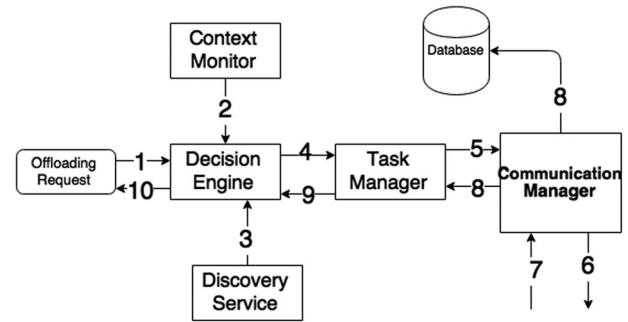 Context
Monitor
Database
2
8
Offloading
Request
1
10
Decision
Engine
4
9
Task
Manager
5
8
Communication
Manager
3
7
6
Discovery
Service